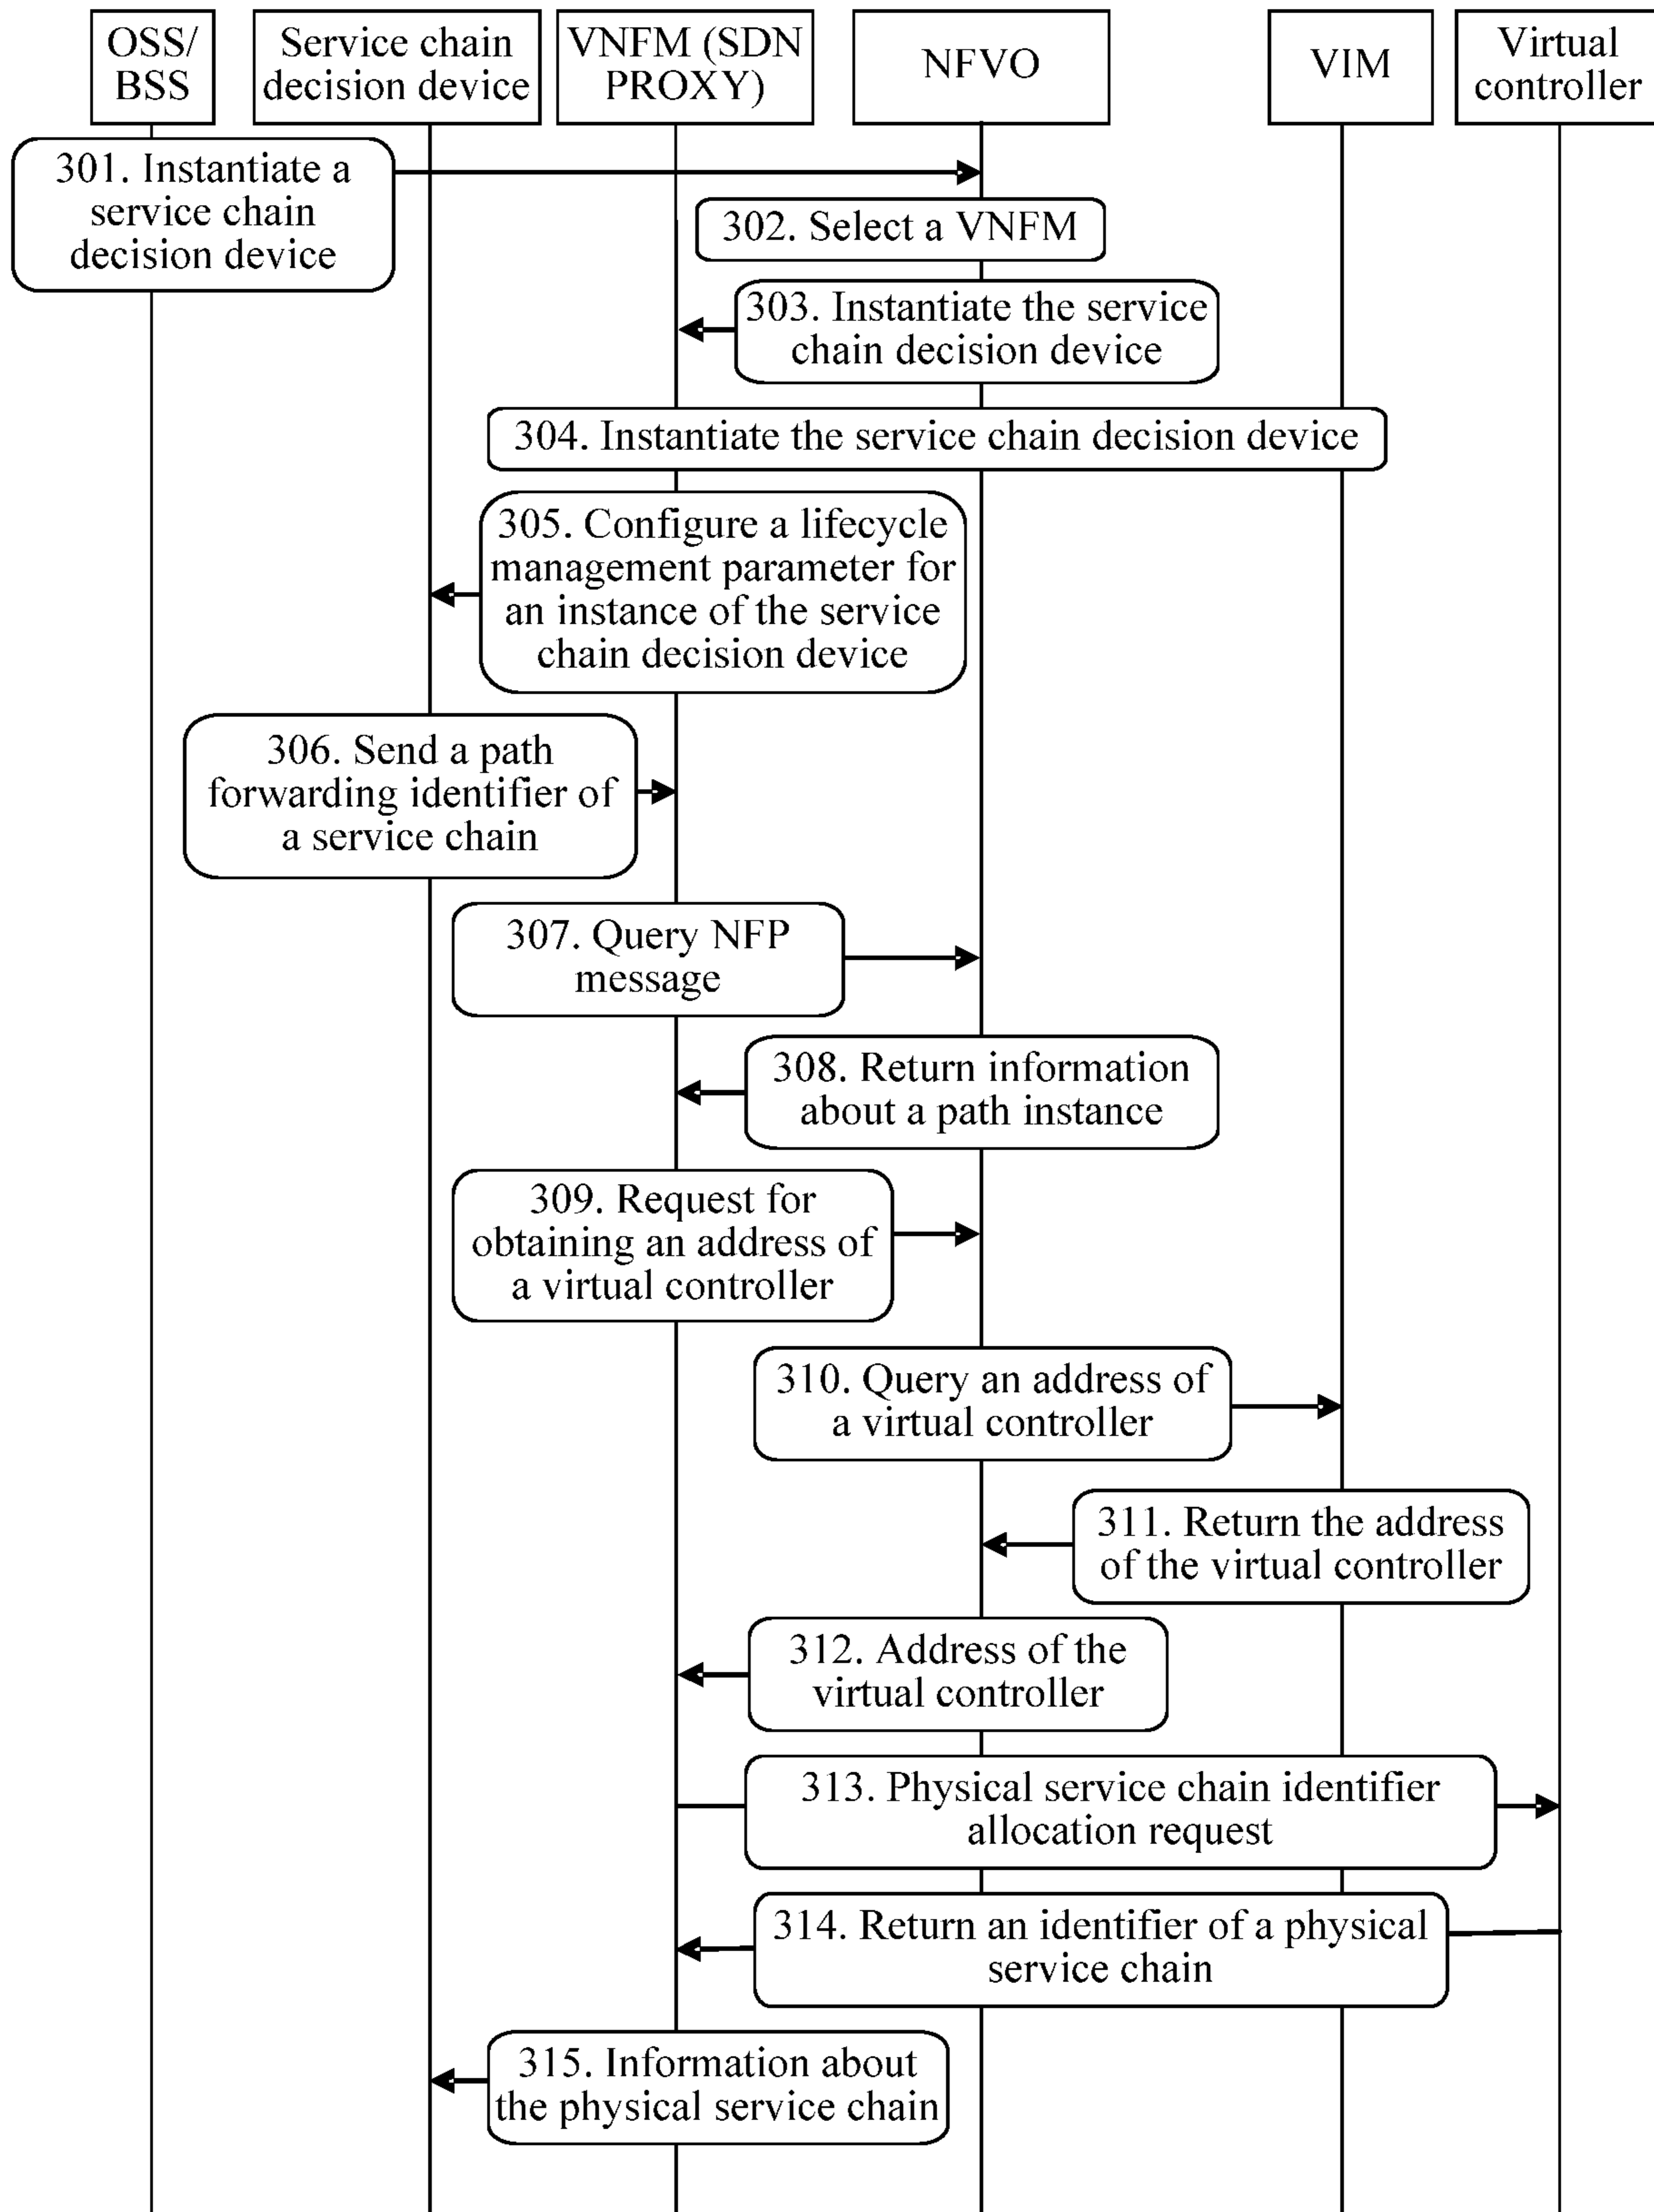 OSS/
BSS
Service chain
decision device
VNFM (SDN
PROXY)
NFVO
VIM
Virtual
controller
301. Instantiate a
service chain
decision device
302. Select a VNFM
303. Instantiate the service
chain decision device
304. Instantiate the service chain decision device
305. Configure a lifecycle
management parameter for
an instance of the service
chain decision device
306. Send a path
forwarding identifier of
a service chain
307. Query NFP
message
308. Return information
about a path instance
309. Request for
obtaining an address of
a virtual controller
310. Query an address of
a virtual controller
311. Return the address
of the virtual controller
312. Address of the
virtual controller
313. Physical service chain identifier
allocation request
314. Return an identifier of a physical
service chain
315. Information about
the physical service chain